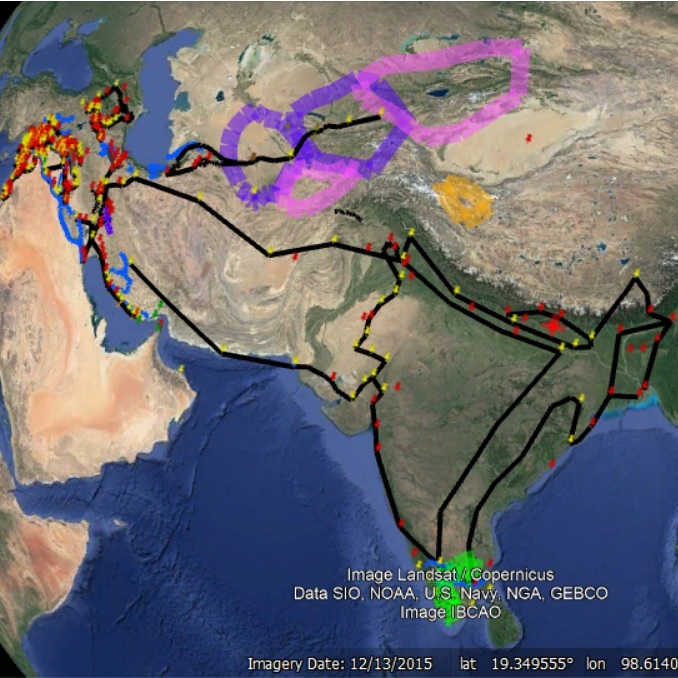 Image Landsat / Copernicus
Data SIO, NOAA, U.S. Navy, NGA, GEBCO
Image IBCAO
Imagery Date: 12/13/2015 lat 19.349555° lon 98.6140